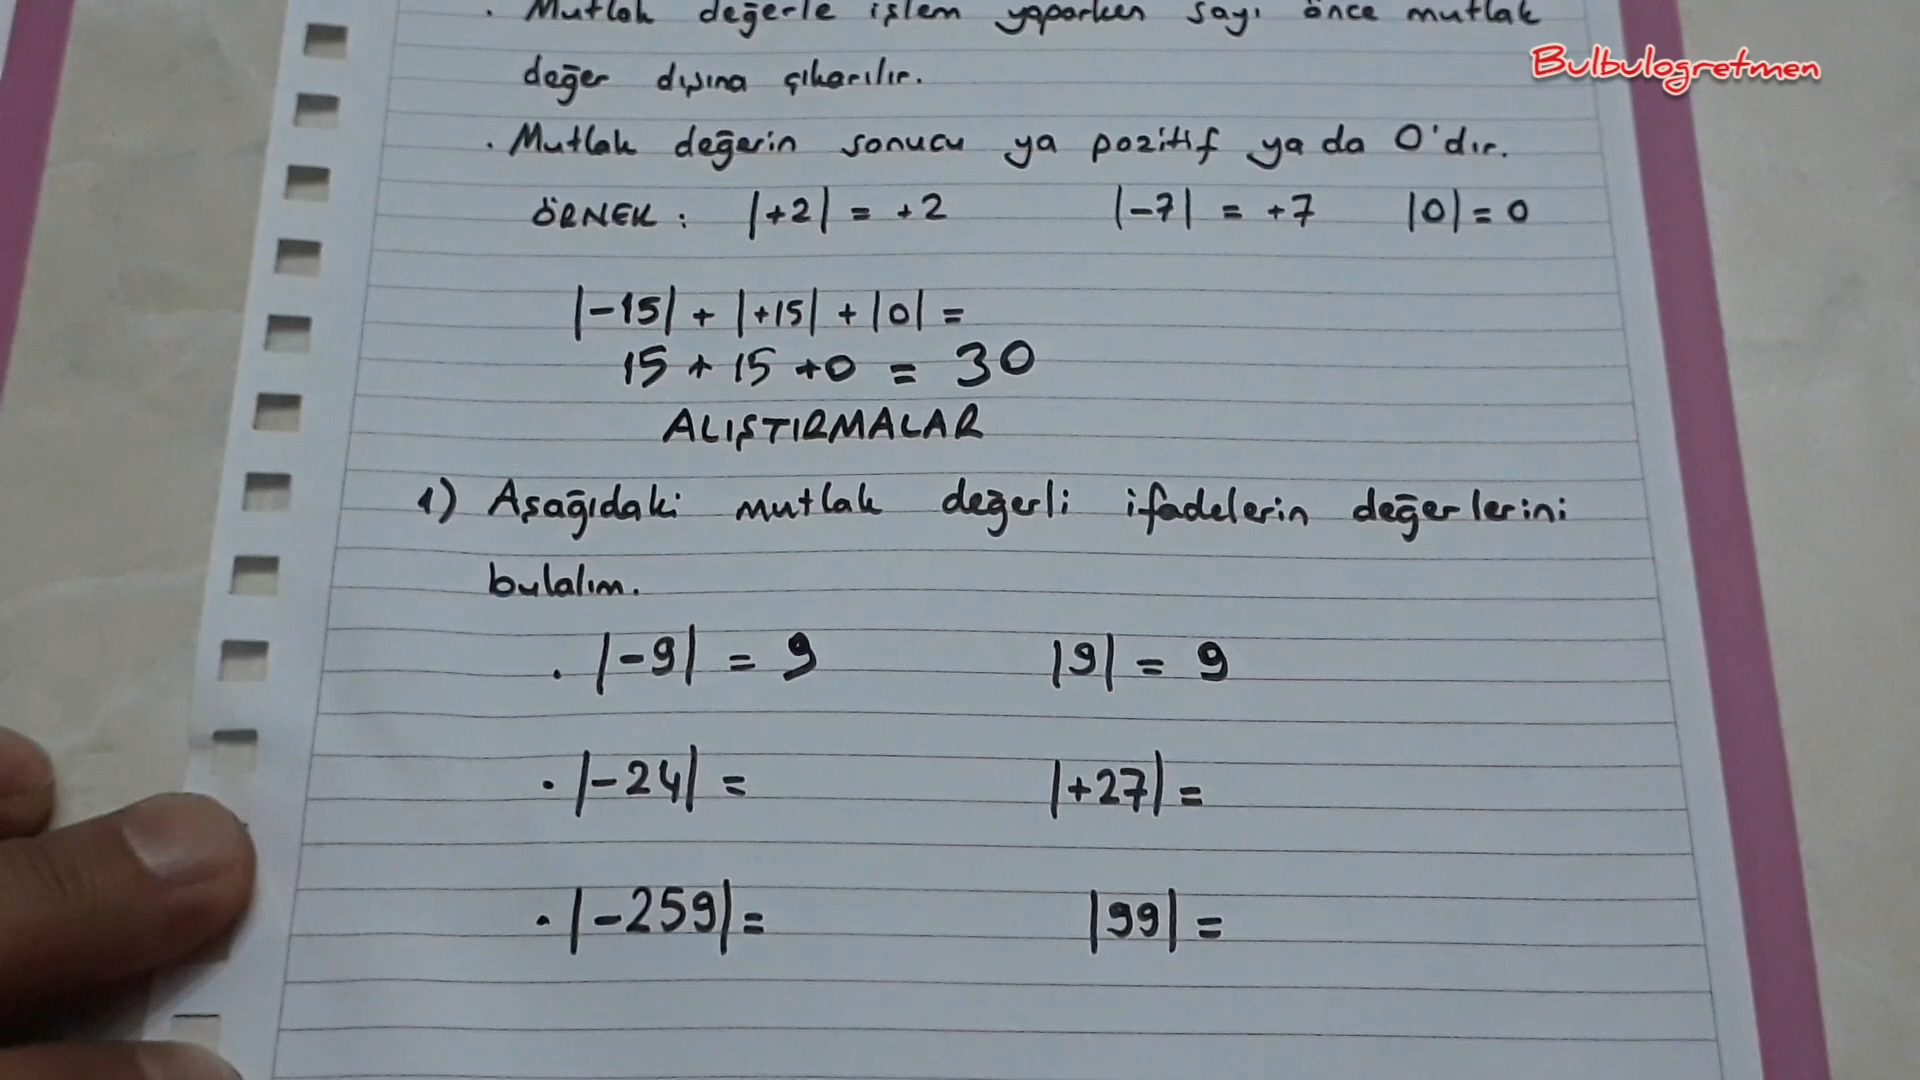 . Mutlak değerle işlem yaparken sayı önce mutlak
Bulbulogretmen
değer dışına çıkarılır.
. Mutlak değerin sonucu ya pozitif ya da 0'dır.
ÖRNEK : |+2| = +2 |-7| = +7 |0| = 0
|-15| + |+15| + |0| =
15 + 15 +0 = 30
ALIŞTIRMALAR
1) Aşağıdaki mutlak değerli ifadelerin değerlerini
bulalım.
. |-9| = 9 |9| = 9
. |-24| = |+27| =
. |-259| = |99| =